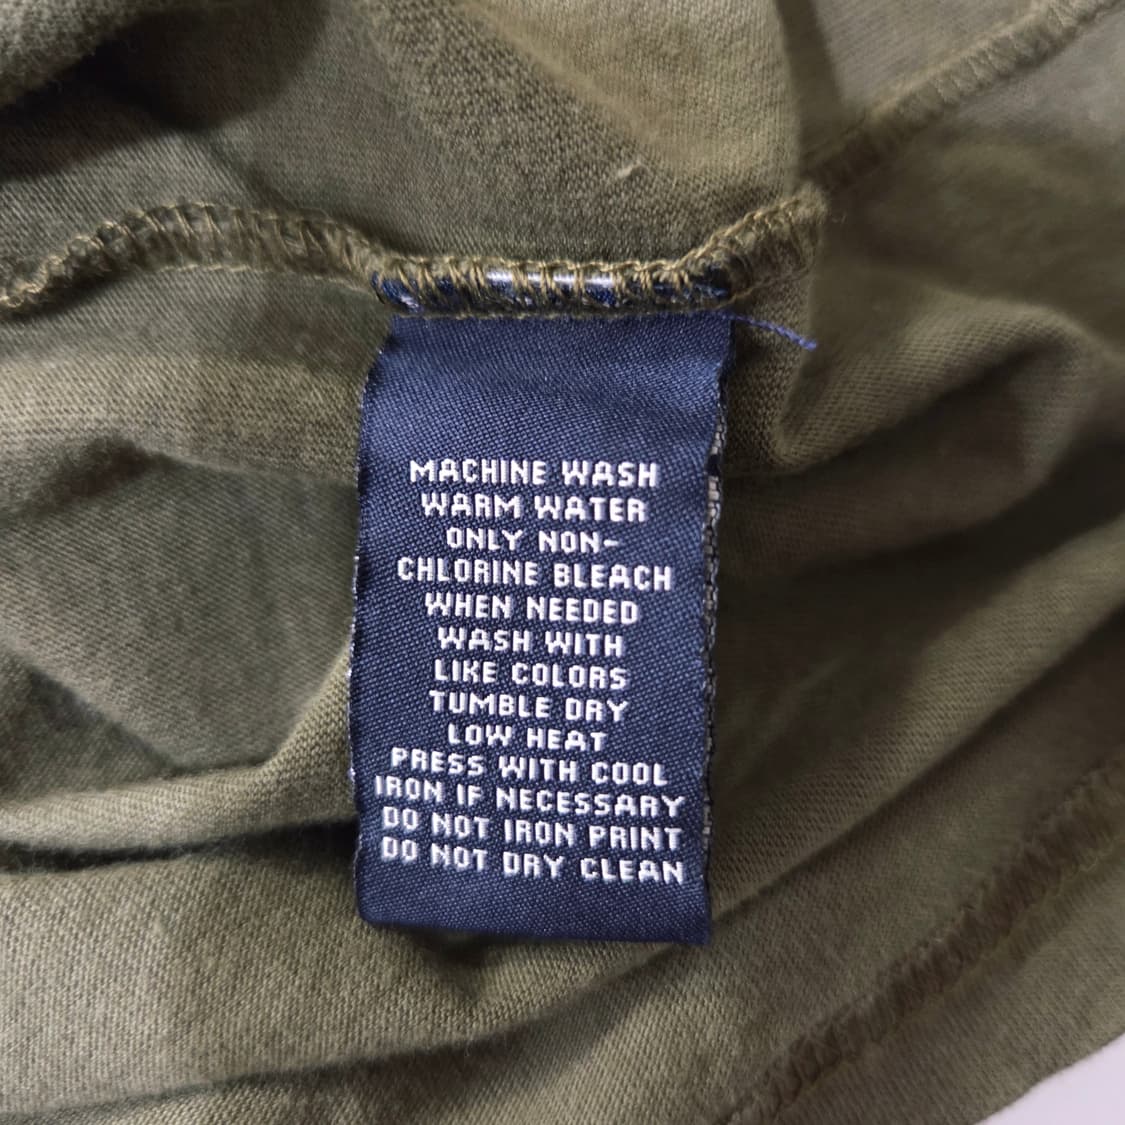 MACHINE WASH
WARM WATER
ONLY NON-
CHLORINE BLEACH
WHEN NEEDED
WASH WITH
LIKE COLORS
TUMBLE DRY
LOW HEAT
PRESS WITH COOL
IRON IF NECESSARY
DO NOT IRON PRINT
DO NOT DRY CLEAN